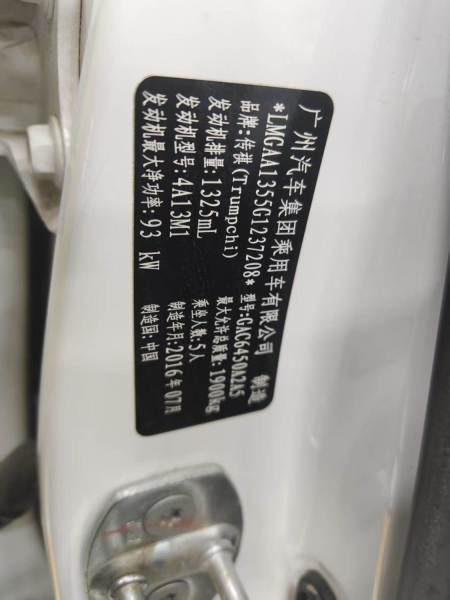 广州汽车集团乘用车有限公司 制造
*LMGAA1355G1237208*
品牌:传祺(Trumpchi) 型号:GAC6450A2A5
发动机排量:1325mL 最大允许总质量:1900kg
发动机型号:4A13M1 乘坐人数:5人
发动机最大净功率:93 kW 制造年月:2016年07月
制造国:中国